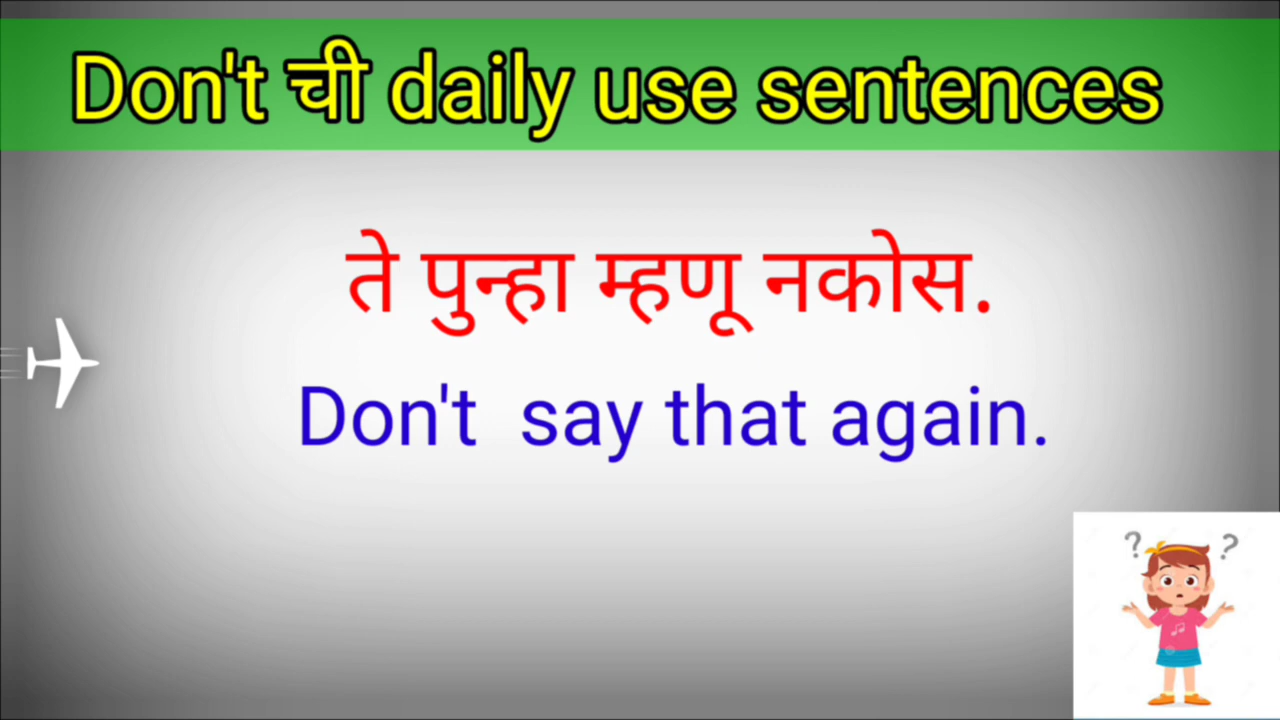 Don't ची daily use sentences
ते पुन्हा म्हणू नकोस.
Don't say that again.
? ?